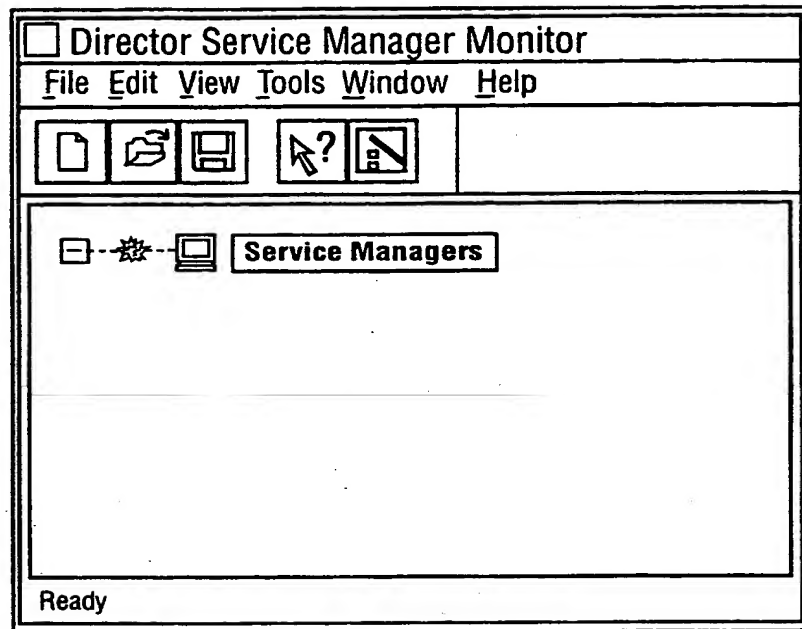 Director Service Manager Monitor
File Edit View Tools Window Help
?
Service Managers
Ready